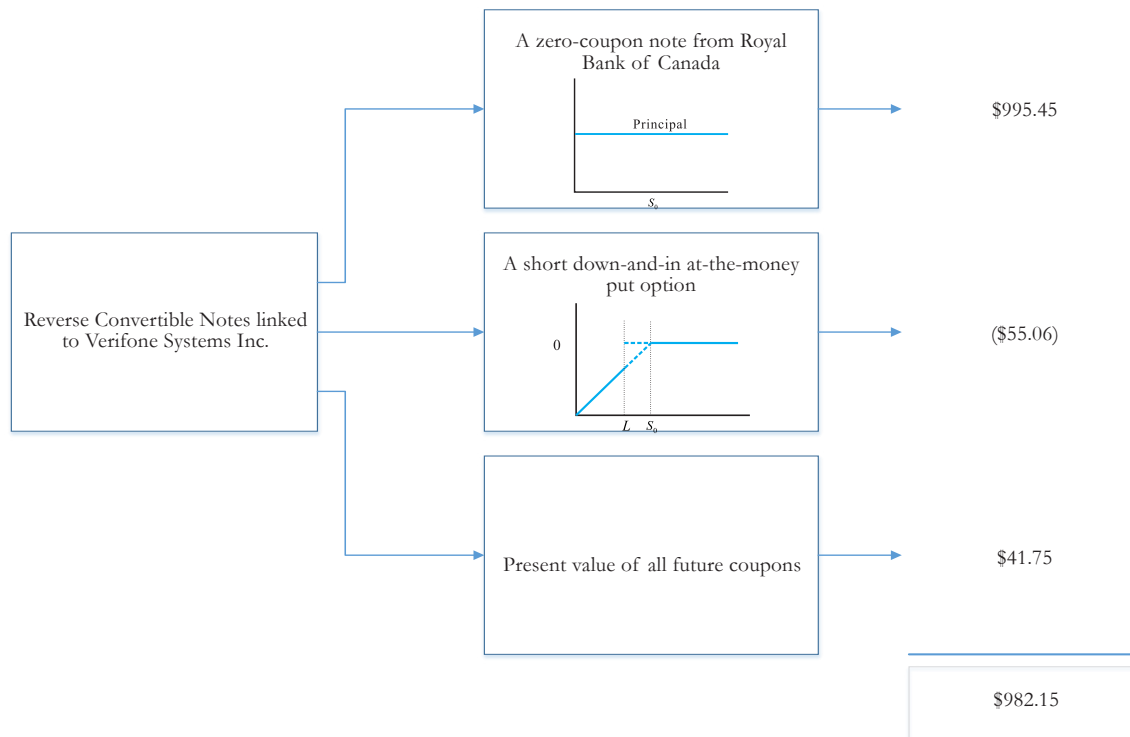 A zero-coupon note from Royal
Bank of Canada
Principal
S₀
$995.45
Reverse Convertible Notes linked
to Verifone Systems Inc.
A short down-and-in at-the-money
put option
0
L S₀
($55.06)
Present value of all future coupons
$41.75
$982.15